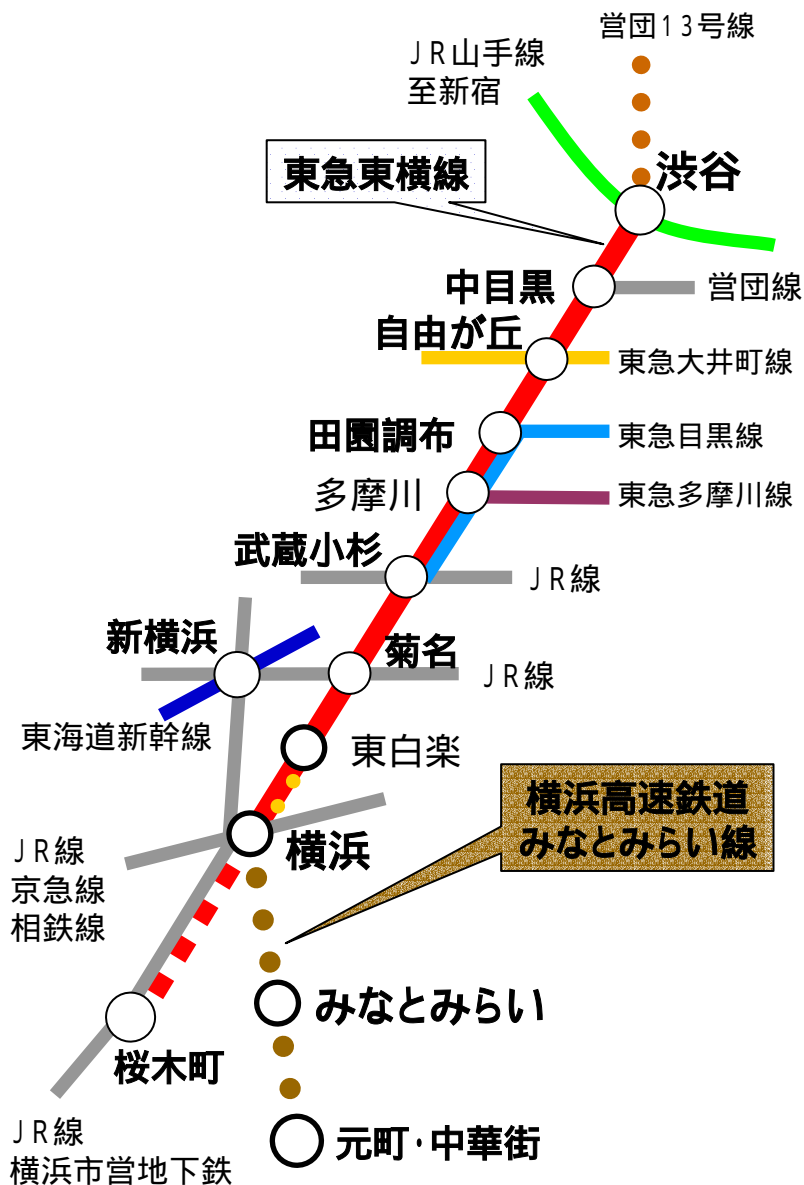 営団13号線
JR山手線
至新宿
東急東横線
渋谷
中目黒
営団線
自由が丘
東急大井町線
田園調布
東急目黒線
多摩川
東急多摩川線
武蔵小杉
JR線
新横浜
菊名
JR線
東海道新幹線
東白楽
横浜高速鉄道
みなとみらい線
横浜
JR線
京急線
相鉄線
みなとみらい
桜木町
元町・中華街
JR線
横浜市営地下鉄